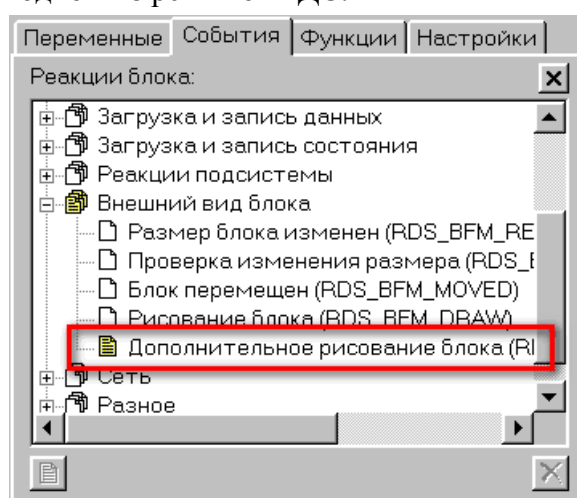 Переменные События Функции Настройки
Реакции блока:
Загрузка и запись данных
Загрузка и запись состояния
Реакции подсистемы
Внешний вид блока
Размер блока изменен (RDS_BFM_RE
Проверка изменения размера (RDS_
Блок перемещен (RDS_BFM_MOVED)
Рисование блока (RDS_BFM_DRAW)
Дополнительное рисование блока (RI
Сеть
Разное